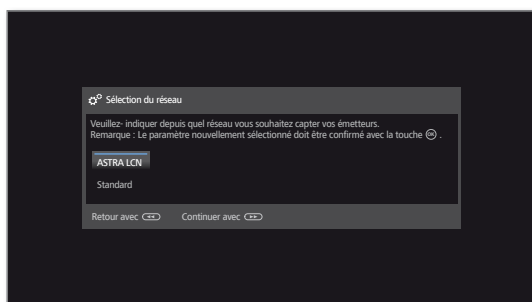 Sélection du réseau
Veuillez- indiquer depuis quel réseau vous souhaitez capter vos émetteurs.
Remarque : Le paramètre nouvellement sélectionné doit être confirmé avec la touche OK .
ASTRA LCN
Standard
Retour avec Continuer avec